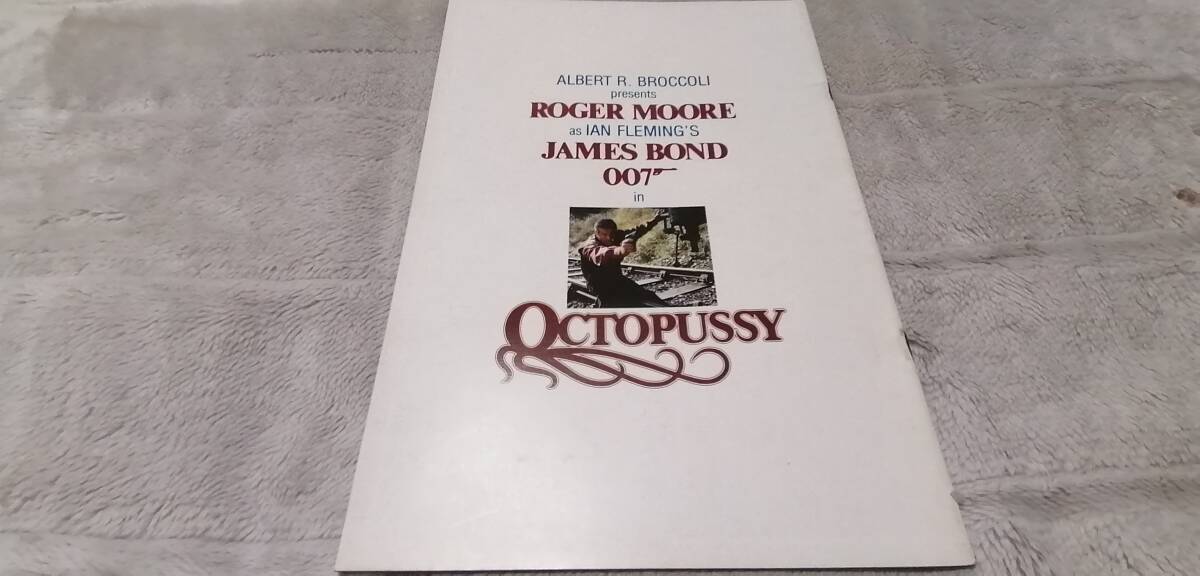 ALBERT R. BROCCOLI
presents
ROGER MOORE
as IAN FLEMING'S
JAMES BOND
007
in
OCTOPUSSY